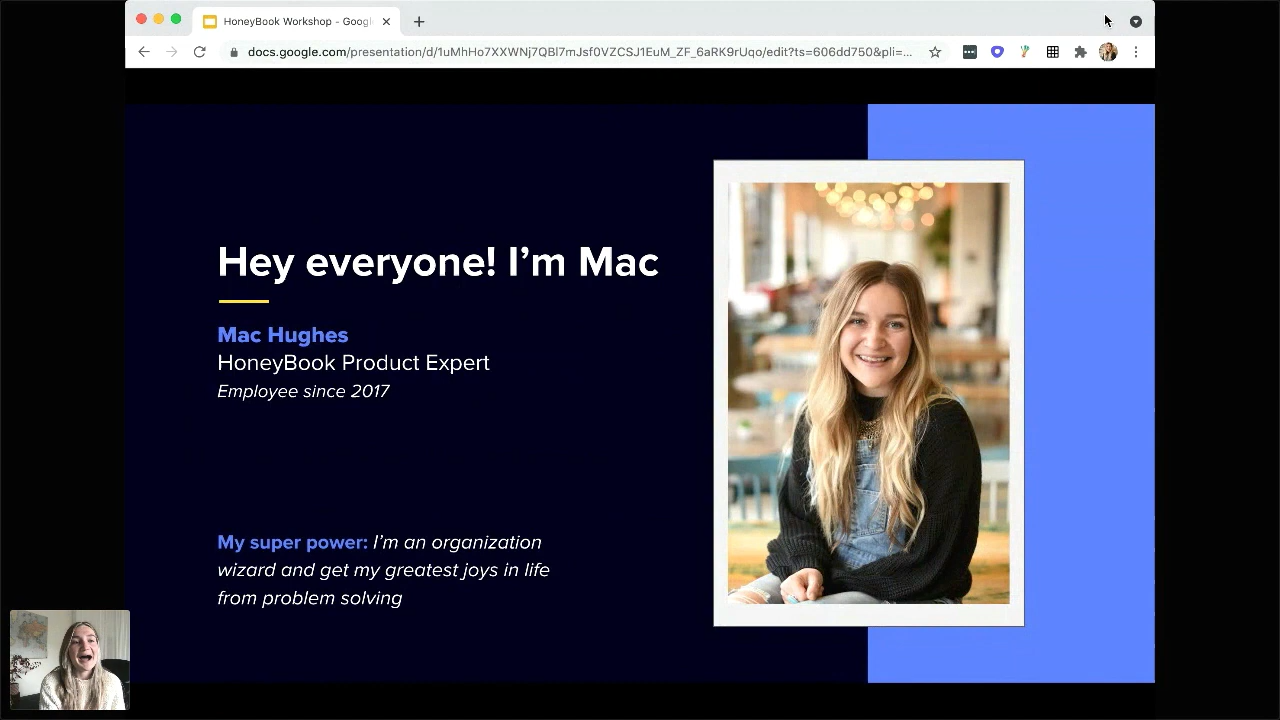 HoneyBook Workshop - Googl
docs.google.com/presentation/d/1uMhHo7XXWNj7QBl7mJsf0VZCSJ1EuM_ZF_6aRK9rUqo/edit?ts=606dd750&pli=...
Hey everyone! I’m Mac
Mac Hughes
HoneyBook Product Expert
Employee since 2017
My super power: I’m an organization
wizard and get my greatest joys in life
from problem solving